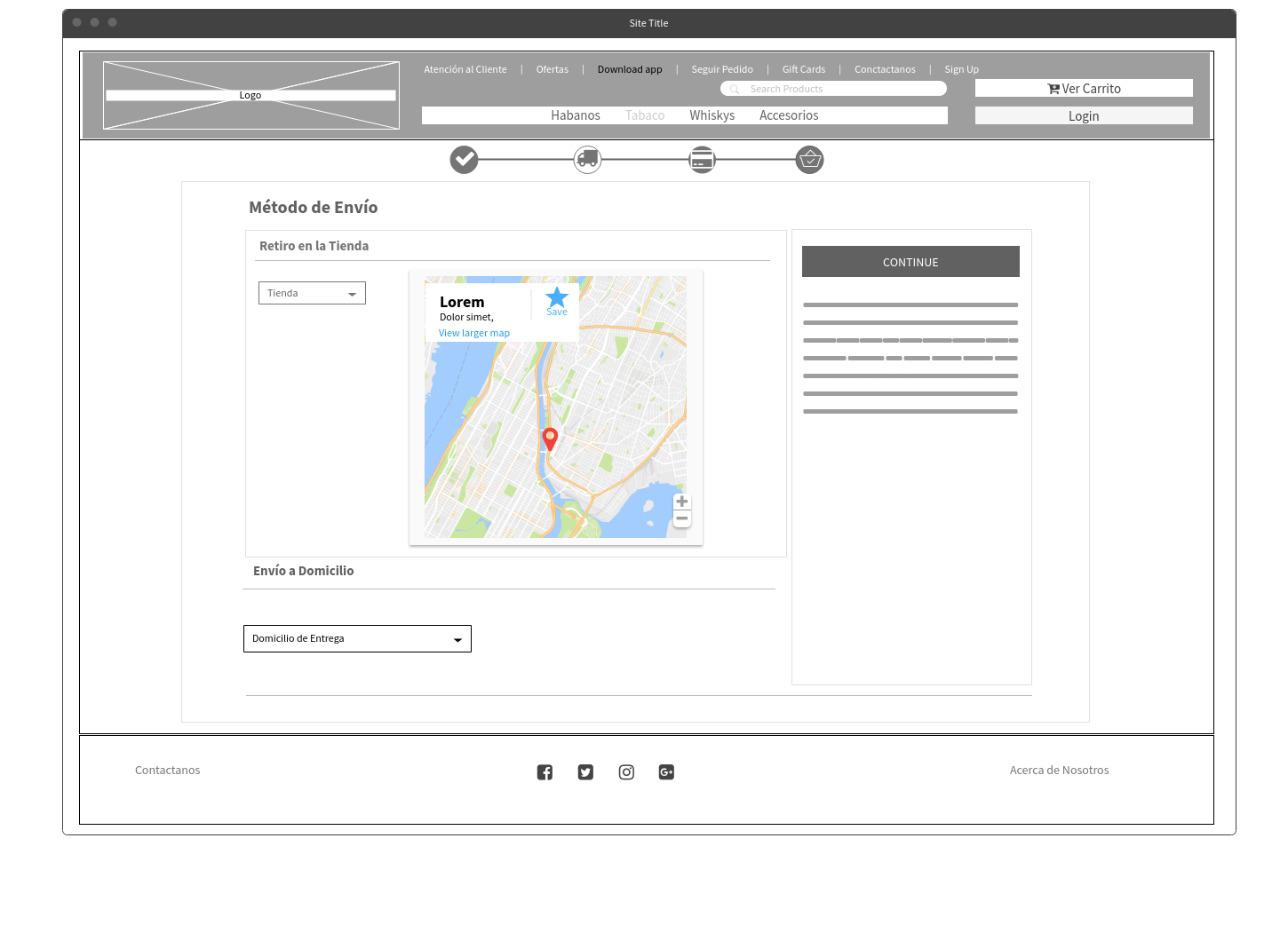 Site Title
Atención al Cliente | Ofertas | Download app | Seguir Pedido | Gift Cards | Conctactanos | Sign Up
Logo
Search Products
Ver Carrito
Habanos Tabaco Whiskys Accesorios
Login
Método de Envío
Retiro en la Tienda
CONTINUE
Tienda
Lorem
Dolor simet,
Save
View larger map
Envío a Domicilio
Domicilio de Entrega
Contactanos
Acerca de Nosotros